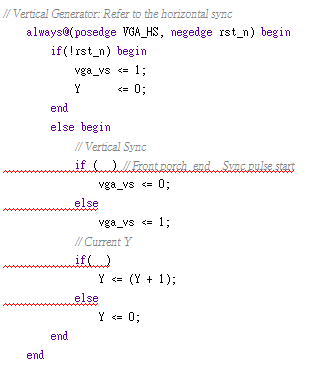 // Vertical Generator: Refer to the horizontal sync
always@(posedge VGA_HS, negedge rst_n) begin
if(!rst_n) begin
vga_vs <= 1;
Y <= 0;
end
else begin
// Vertical Sync
if ( ) // Front porch end Sync pulse start
vga_vs <= 0;
else
vga_vs <= 1;
// Current Y
if( )
Y <= (Y + 1);
else
Y <= 0;
end
end